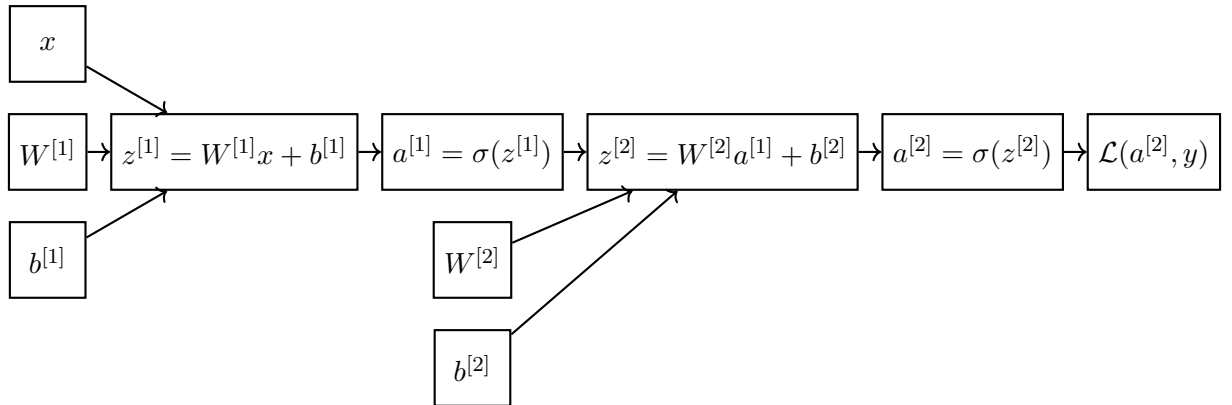 x
W^{[1]} z^{[1]} = W^{[1]}x + b^{[1]} a^{[1]} = σ(z^{[1]}) z^{[2]} = W^{[2]}a^{[1]} + b^{[2]} a^{[2]} = σ(z^{[2]}) ℒ(a^{[2]}, y)
b^{[1]} W^{[2]}
b^{[2]}